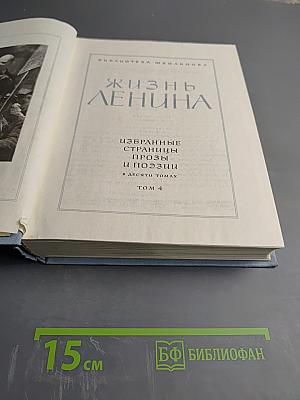 БИБЛИОТЕКА ШКОЛЬНИКА
ЖИЗНЬ
ЛЕНИНА
ИЗБРАННЫЕ
СТРАНИЦЫ
ПРОЗЫ
И ПОЭЗИИ
В ДЕСЯТИ ТОМАХ
ТОМ 4
15 см
БФ БИБЛИОФАН